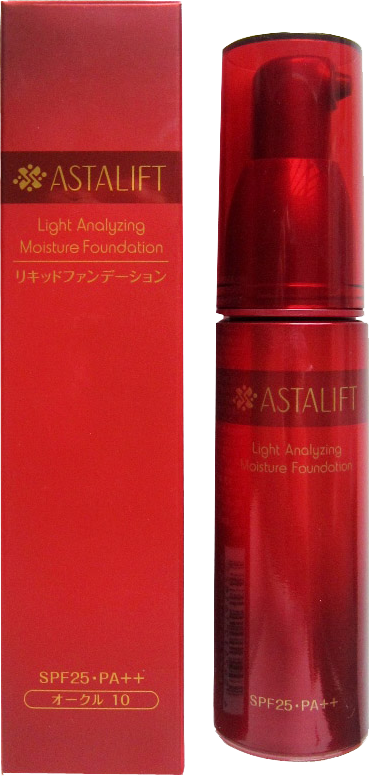 ASTALIFT
Light Analyzing
Moisture Foundation
リキッドファンデーション
SPF25・PA++
オークル 10
ASTALIFT
Light Analyzing
Moisture Foundation
SPF25・PA++